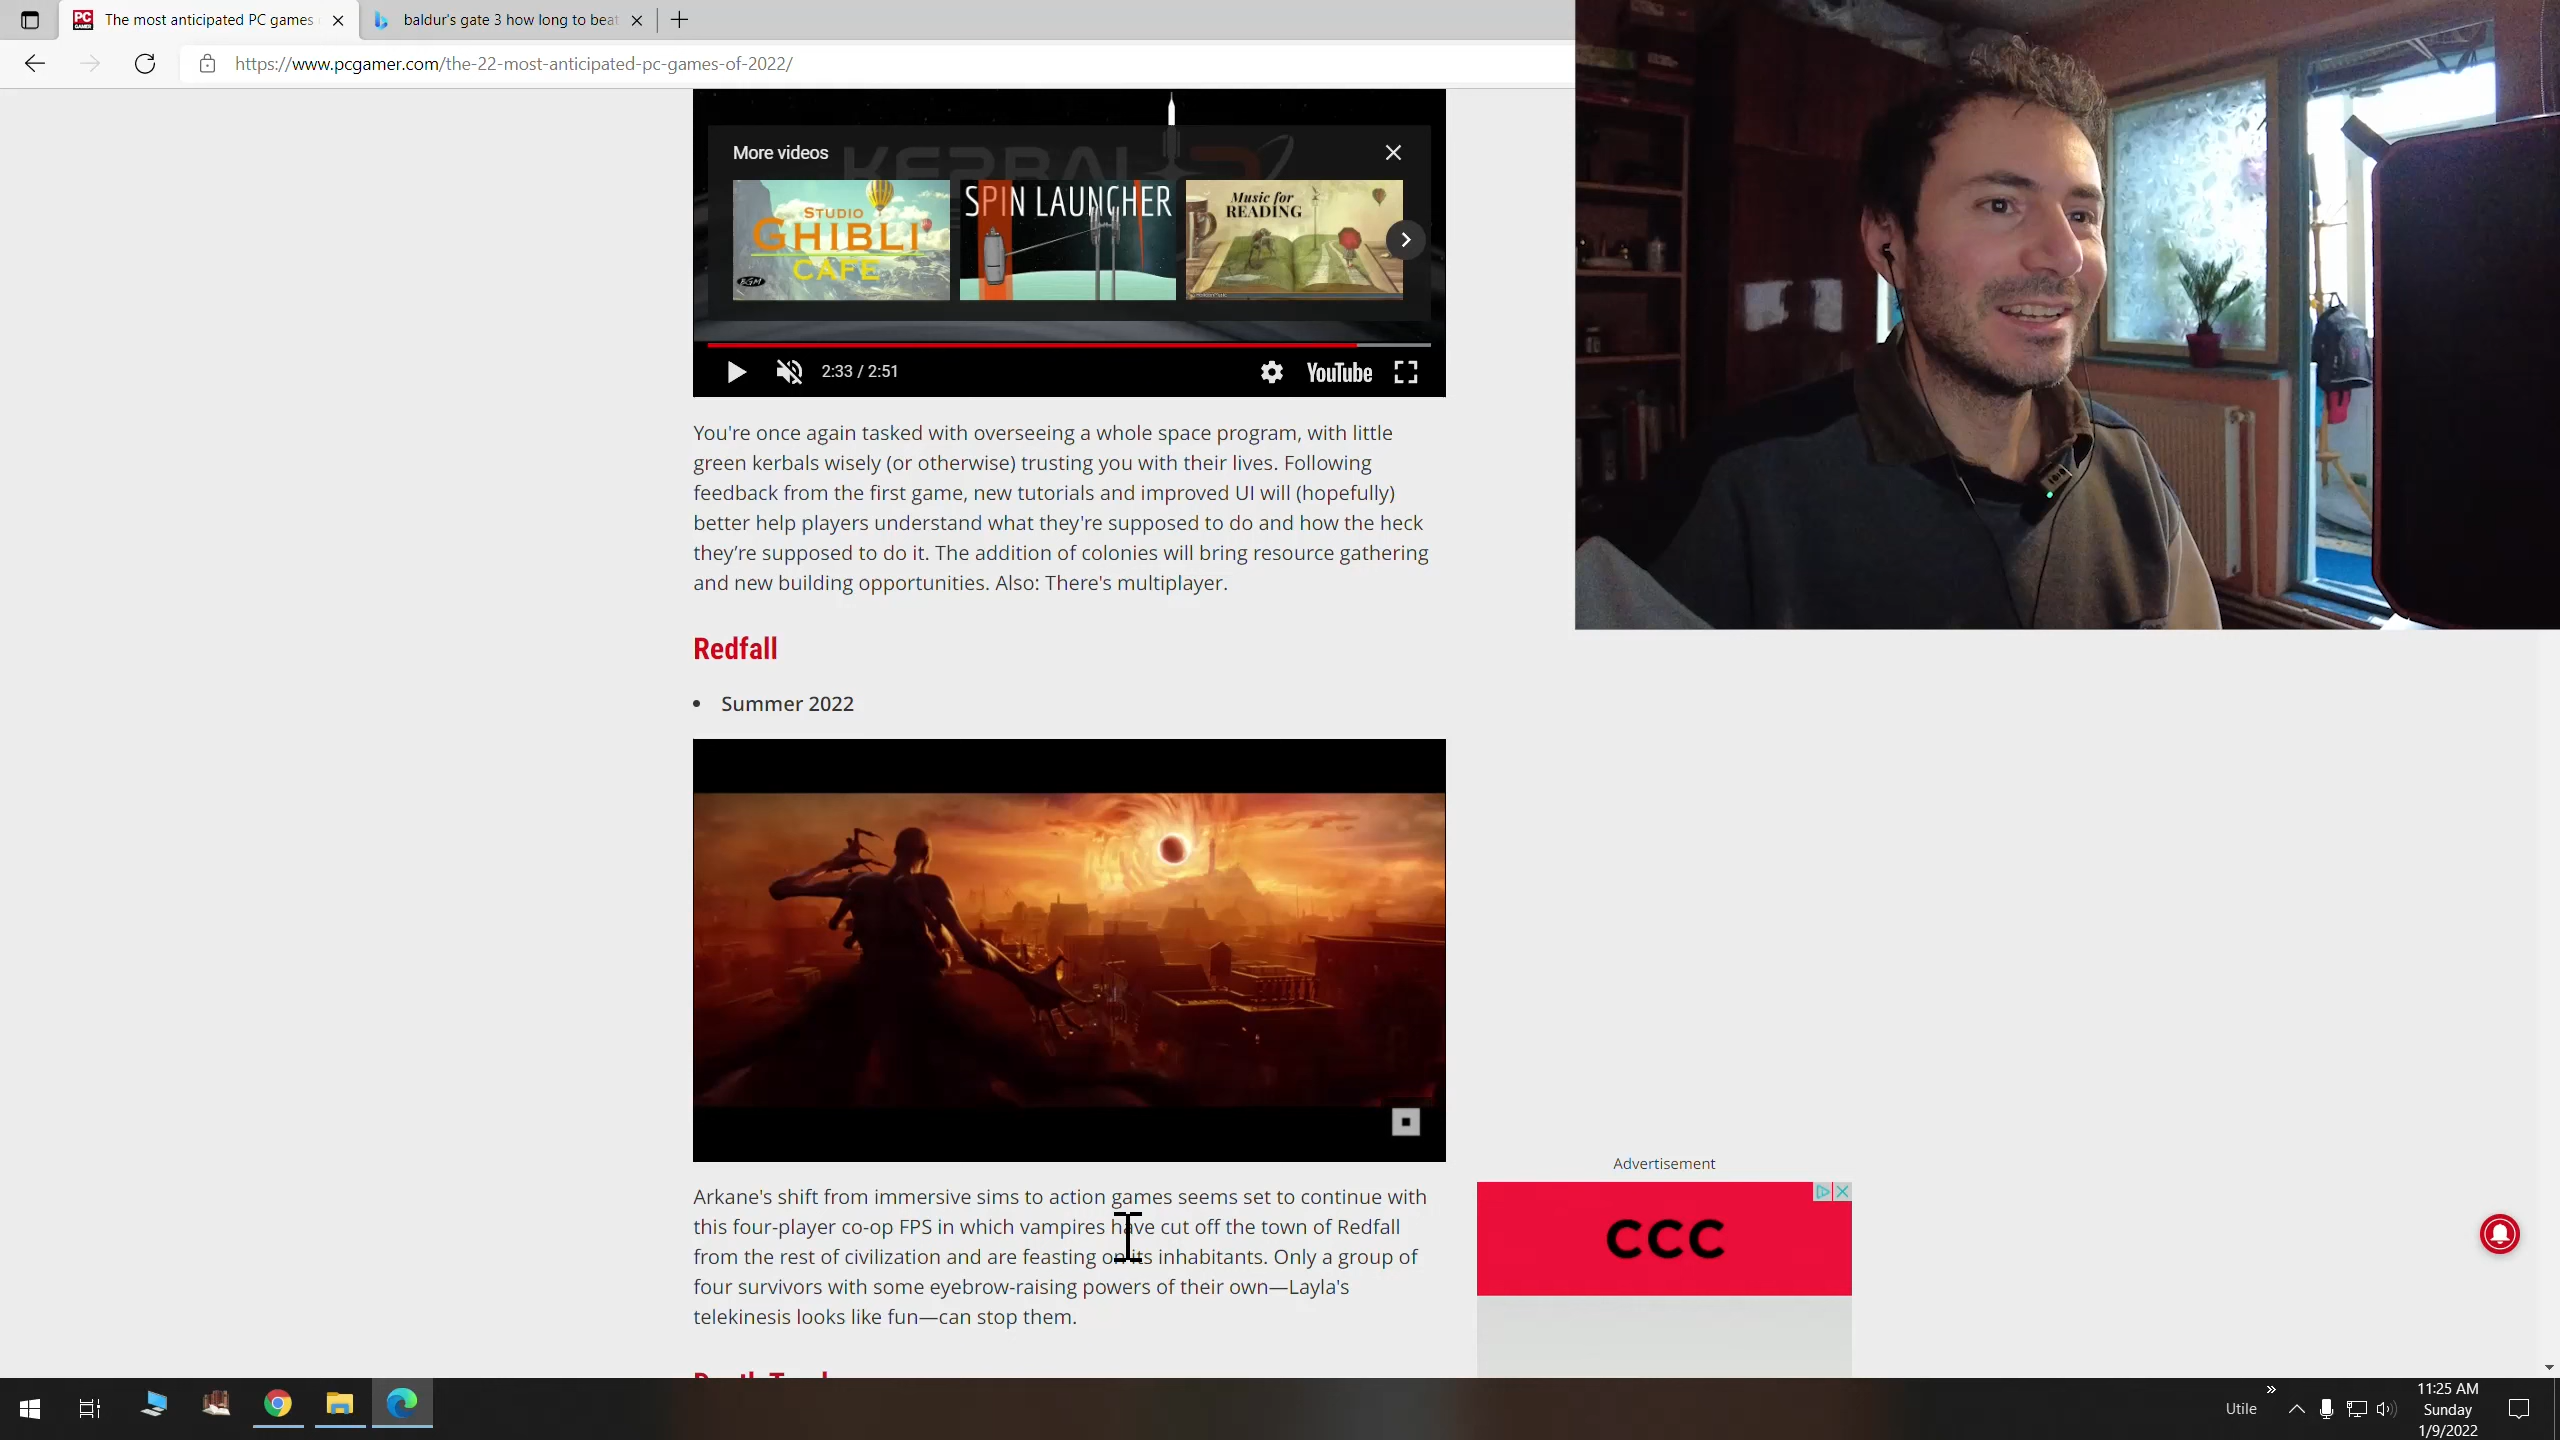 The most anticipated PC games
baldur's gate 3 how long to beat
https://www.pcgamer.com/the-22-most-anticipated-pc-games-of-2022/
More videos
STUDIO
GHIBLI
CAFE
BGM
SPIN LAUNCHER
Music for
READING
2:33 / 2:51
YouTube
You're once again tasked with overseeing a whole space program, with little
green kerbals wisely (or otherwise) trusting you with their lives. Following
feedback from the first game, new tutorials and improved UI will (hopefully)
better help players understand what they're supposed to do and how the heck
they’re supposed to do it. The addition of colonies will bring resource gathering
and new building opportunities. Also: There's multiplayer.
Redfall
• Summer 2022
Arkane's shift from immersive sims to action games seems set to continue with
this four-player co-op FPS in which vampires have cut off the town of Redfall
from the rest of civilization and are feasting on its inhabitants. Only a group of
four survivors with some eyebrow-raising powers of their own—Layla's
telekinesis looks like fun—can stop them.
Advertisement
CCC
Utile
11:25 AM
Sunday
1/9/2022